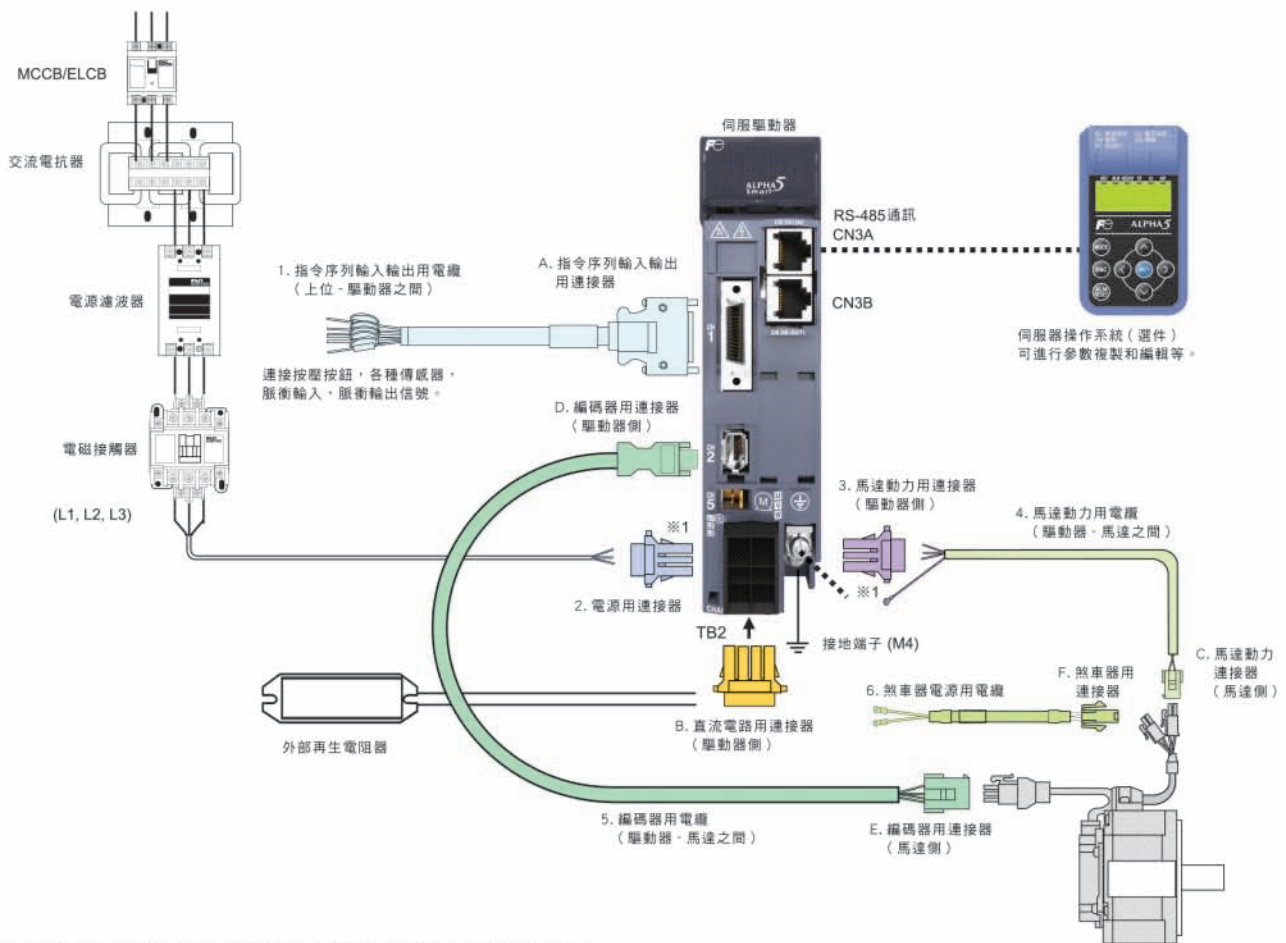 MCCB/ELCB
交流電抗器
電源濾波器
電磁接觸器
(L1, L2, L3)
1. 指令序列輸入輸出用電纜
(上位 - 驅動器之間)
連接按壓按鈕,各種傳感器,
脈衝輸入,脈衝輸出信號。
A. 指令序列輸入輸出
用連接器
D. 編碼器用連接器
(驅動器側)
※1
2. 電源用連接器
伺服驅動器
ALPHA5
Smart
CN
1
CN
2
CN
5
M
CHA
TB2
RS-485通訊
CN3A
CN3B
ALPHA5
MODE
ESC
SET
伺服器操作系統(選件)
可進行參數複製和編輯等。
3. 馬達動力用連接器
(驅動器側)
※1
4. 馬達動力用電纜
(驅動器 - 馬達之間)
接地端子 (M4)
C. 馬達動力
連接器
(馬達側)
6. 煞車器電源用電纜
F. 煞車器用
連接器
B. 直流電路用連接器
(驅動器側)
外部再生電阻器
5. 編碼器用電纜
(驅動器 - 馬達之間)
E. 編碼器用連接器
(馬達側)